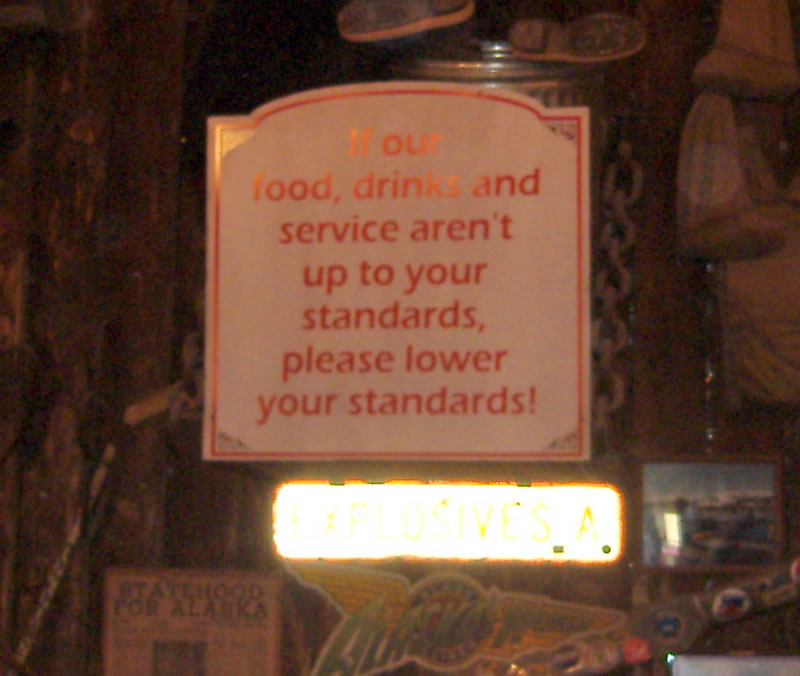 If our
food, drinks and
service aren't
up to your
standards,
please lower
your standards!
EXPLOSIVES A
STATEHOOD
FOR ALASKA